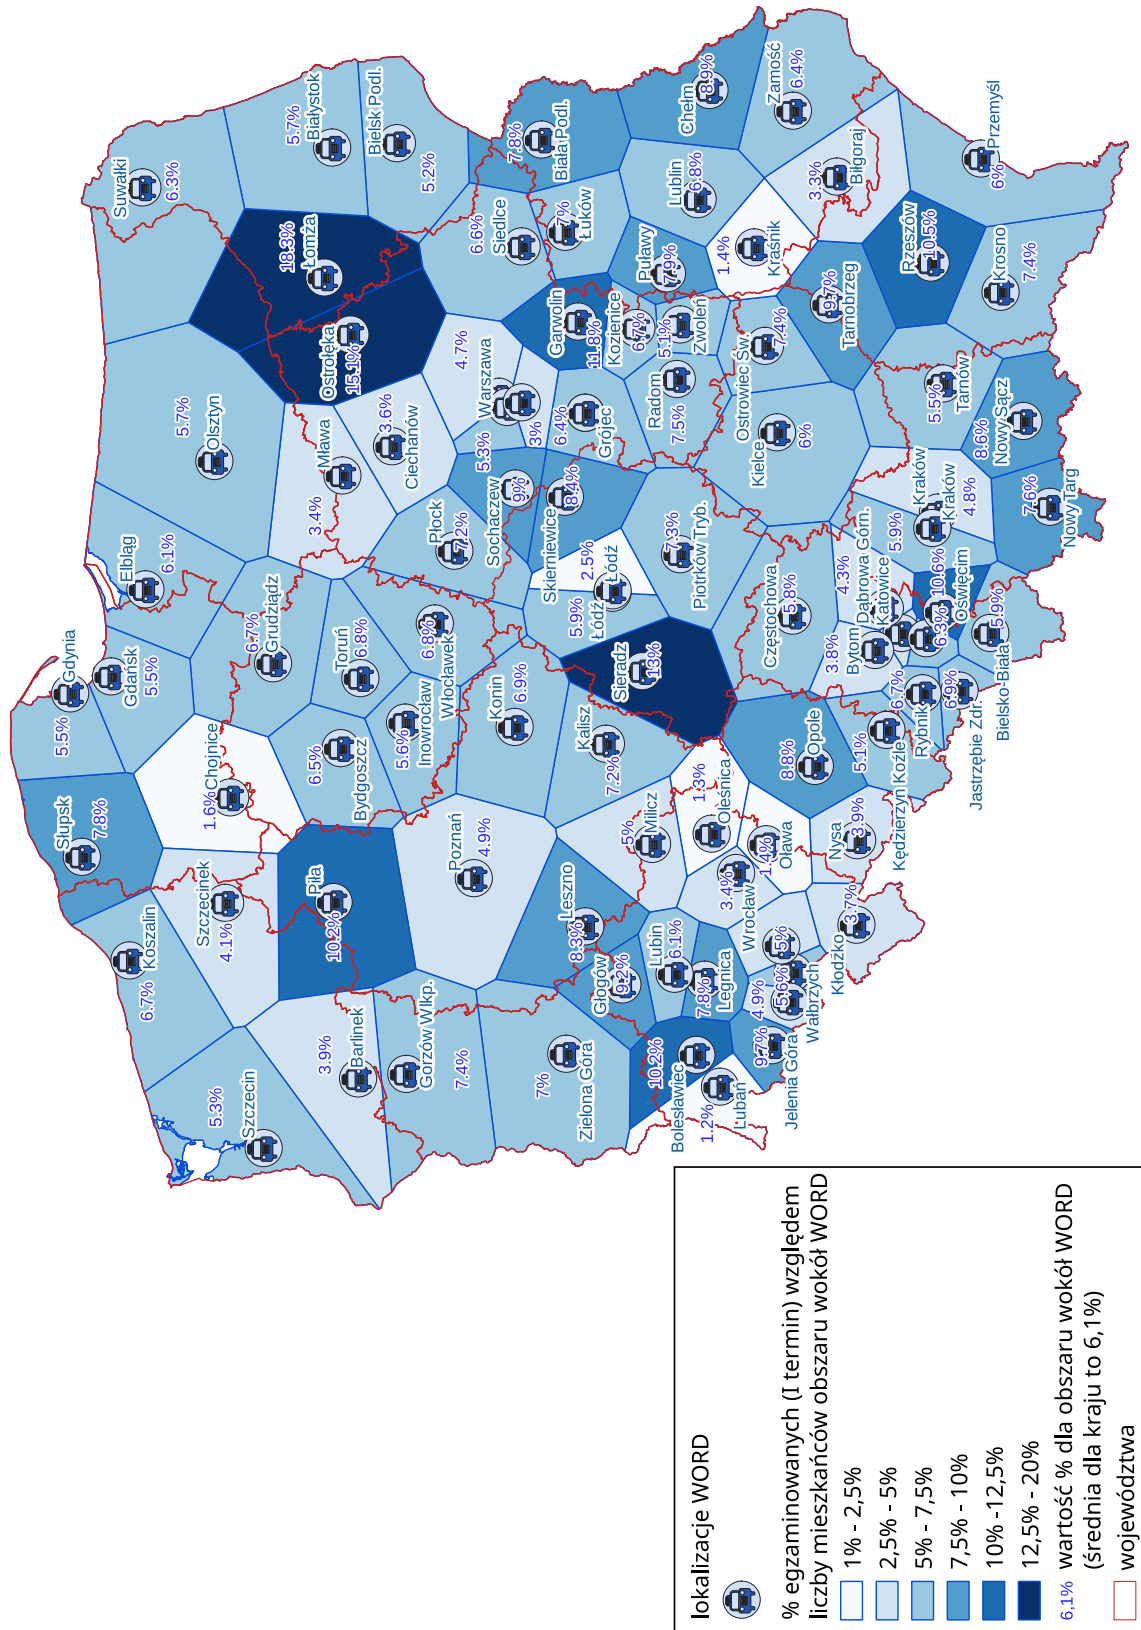 Suwałki
6.3%
Białystok
5.7%
Bielsk Podl.
5.2%
Łomża
18.3%
Ostrołęka
15.1%
Olsztyn
5.7%
Elbląg
6.1%
Gdynia
5.5%
Gdańsk
5.5%
Słupsk
7.8%
Koszalin
6.7%
Szczecinek
4.1%
Chojnice
1.6%
Szczecin
5.3%
Barlinek
3.9%
Gorzów Wlkp.
7.4%
Piła
10.2%
Poznań
4.9%
Bydgoszcz
6.5%
Grudziądz
6.7%
Toruń
6.8%
Inowrocław
5.6%
Włocławek
6.8%
Mława
3.4%
Ciechanów
3.6%
Płock
7.2%
Warszawa
4.7%
3%
Sochaczew
5.3%
9%
Skierniewice
8.4%
Grójec
6.4%
Radom
7.5%
Siedlce
6.6%
Biała Podl.
7.8%
Łuków
7%
Garwolin
11.8%
Kozienice
6.7%
Zwoleń
5.1%
Puławy
7.9%
Lublin
6.8%
Chełm
8.9%
Zamość
6.4%
Kraśnik
1.4%
Biłgoraj
3.3%
Przemyśl
6%
Rzeszów
10.5%
Krosno
7.4%
Tarnobrzeg
9.7%
Ostrowiec Św.
7.4%
Kielce
6%
Tarnów
5.5%
Nowy Sącz
8.6%
Nowy Targ
7.6%
Kraków
Kraków
4.8%
5.9%
Oświęcim
10.6%
Bielsko-Biała
5.9%
Dąbrowa Górn.
4.3%
Katowice
6.3%
Bytom
3.8%
Rybnik
6.7%
Jastrzębie Zdr.
6.9%
Częstochowa
5.8%
Piotrków Tryb.
7.3%
Łódź
2.5%
Łódź
5.9%
Sieradz
13%
Konin
6.9%
Kalisz
7.2%
Kędzierzyn Koźle
5.1%
Opole
8.8%
Nysa
3.9%
Oleśnica
1.3%
Oława
1.4%
Milicz
5%
Wrocław
3.4%
Kłodzko
3.7%
5%
Wałbrzych
5.6%
4.9%
Legnica
7.8%
Lubin
6.1%
Głogów
9.2%
Leszno
8.3%
Zielona Góra
7%
Bolesławiec
10.2%
Lubań
1.2%
Jelenia Góra
9.7%
lokalizacje WORD
% egzaminowanych (I termin) względem
liczby mieszkańców obszaru wokół WORD
1% - 2,5%
2,5% - 5%
5% - 7,5%
7,5% - 10%
10% -12,5%
12,5% - 20%
6,1% wartość % dla obszaru wokół WORD
(średnia dla kraju to 6,1%)
województwa